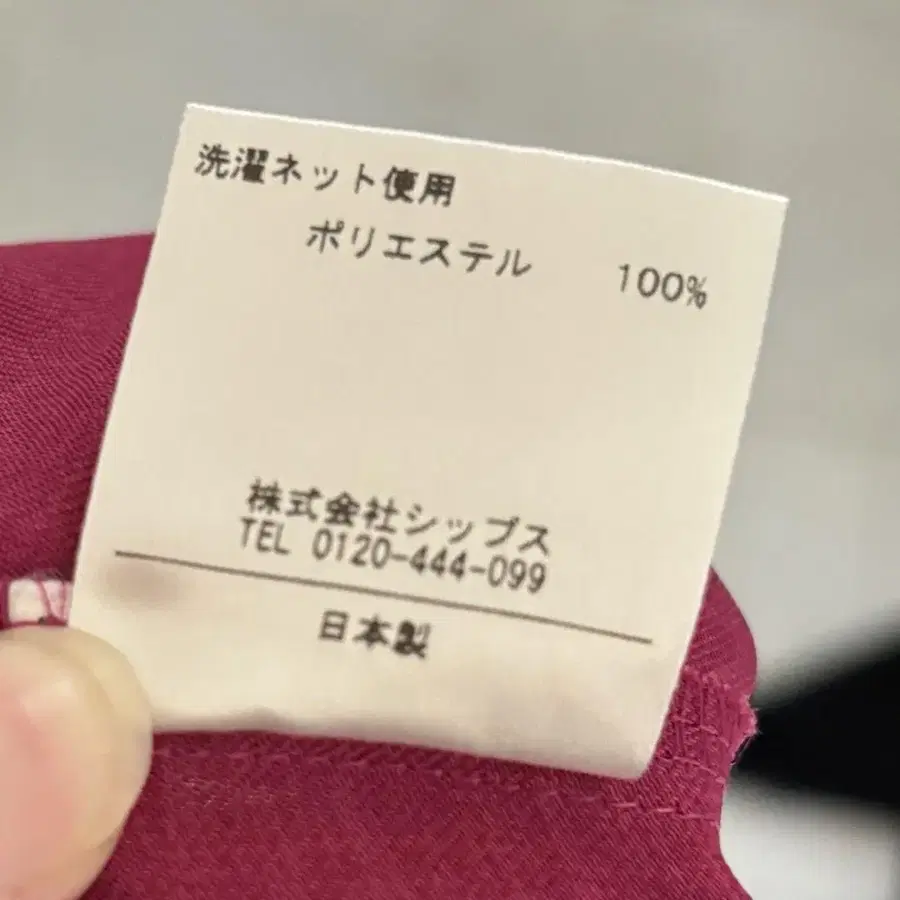 洗濯ネット使用
ポリエステル 100%
株式会社シップス
TEL 0120-444-099
日本製